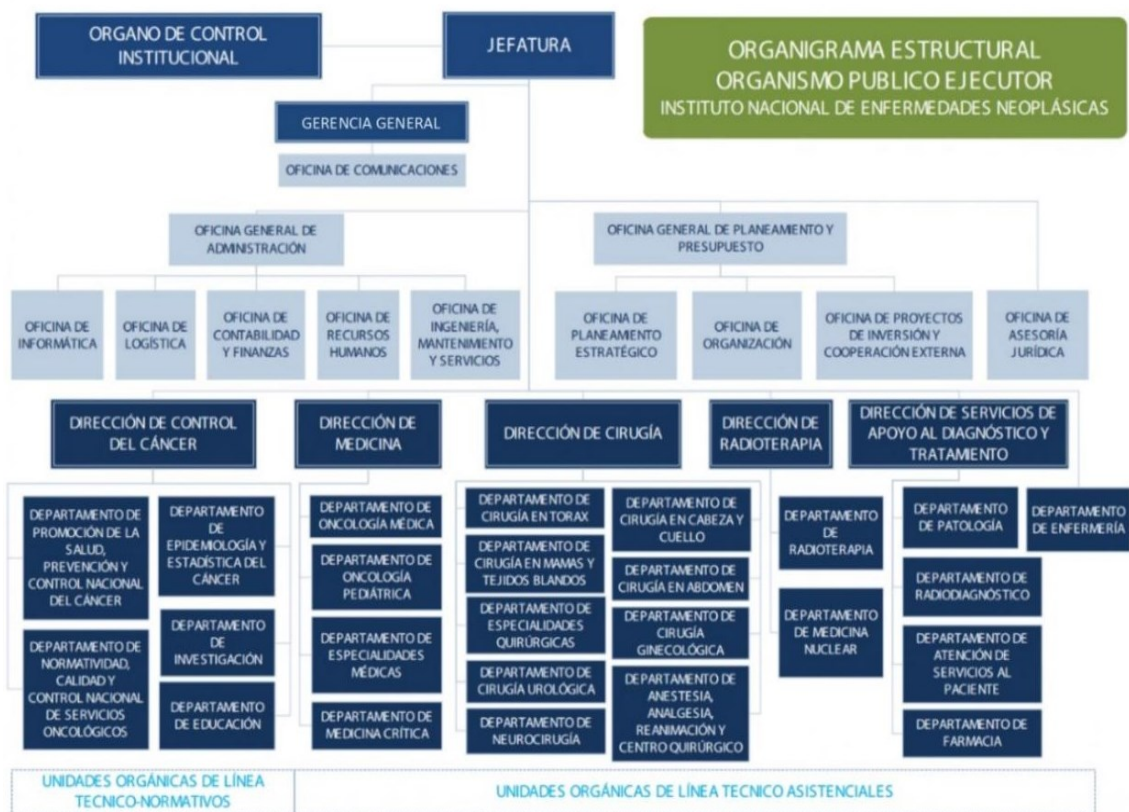 ORGANO DE CONTROL
INSTITUCIONAL
JEFATURA
ORGANIGRAMA ESTRUCTURAL
ORGANISMO PUBLICO EJECUTOR
INSTITUTO NACIONAL DE ENFERMEDADES NEOPLÁSICAS
GERENCIA GENERAL
OFICINA DE COMUNICACIONES
OFICINA GENERAL DE
ADMINISTRACIÓN
OFICINA GENERAL DE PLANEAMIENTO Y
PRESUPUESTO
OFICINA DE
INFORMÁTICA
OFICINA DE
LOGÍSTICA
OFICINA DE
CONTABILIDAD
Y FINANZAS
OFICINA DE
RECURSOS
HUMANOS
OFICINA DE
INGENIERÍA,
MANTENIMIENTO
Y SERVICIOS
OFICINA DE
PLANEAMIENTO
ESTRATÉGICO
OFICINA DE
ORGANIZACIÓN
OFICINA DE PROYECTOS
DE INVERSIÓN Y
COOPERACIÓN EXTERNA
OFICINA DE
ASESORÍA
JURÍDICA
DIRECCIÓN DE CONTROL
DEL CÁNCER
DIRECCIÓN DE
MEDICINA
DIRECCIÓN DE CIRUGÍA
DIRECCIÓN DE
RADIOTERAPIA
DIRECCIÓN DE SERVICIOS DE
APOYO AL DIAGNÓSTICO Y
TRATAMIENTO
DEPARTAMENTO DE
PROMOCIÓN DE LA
SALUD,
PREVENCIÓN Y
CONTROL NACIONAL
DEL CÁNCER
DEPARTAMENTO DE
NORMATIVIDAD,
CALIDAD Y
CONTROL NACIONAL
DE SERVICIOS
ONCOLÓGICOS
DEPARTAMENTO
DE
EPIDEMIOLOGÍA Y
ESTADÍSTICA DEL
CÁNCER
DEPARTAMENTO
DE
INVESTIGACIÓN
DEPARTAMENTO
DE EDUCACIÓN
DEPARTAMENTO DE
ONCOLOGÍA MÉDICA
DEPARTAMENTO
DE ONCOLOGÍA
PEDIÁTRICA
DEPARTAMENTO DE
ESPECIALIDADES
MÉDICAS
DEPARTAMENTO DE
MEDICINA CRÍTICA
DEPARTAMENTO DE
CIRUGÍA EN TORAX
DEPARTAMENTO DE
CIRUGÍA EN MAMAS Y
TEJIDOS BLANDOS
DEPARTAMENTO DE
ESPECIALIDADES
QUIRÚRGICAS
DEPARTAMENTO DE
CIRUGÍA UROLÓGICA
DEPARTAMENTO DE
NEUROCIRUGÍA
DEPARTAMENTO DE
CIRUGÍA EN CABEZA Y
CUELLO
DEPARTAMENTO DE
CIRUGÍA EN ABDOMEN
DEPARTAMENTO DE
CIRUGÍA
GINECOLÓGICA
DEPARTAMENTO DE
ANESTESIA,
ANALGESIA,
REANIMACIÓN Y
CENTRO QUIRÚRGICO
DEPARTAMENTO
DE
RADIOTERAPIA
DEPARTAMENTO
DE MEDICINA
NUCLEAR
DEPARTAMENTO
DE PATOLOGÍA
DEPARTAMENTO DE
RADIODIAGNÓSTICO
DEPARTAMENTO DE
ATENCIÓN DE
SERVICIOS AL
PACIENTE
DEPARTAMENTO DE
FARMACIA
DEPARTAMENTO
DE ENFERMERÍA
UNIDADES ORGÁNICAS DE LÍNEA
TECNICO-NORMATIVOS
UNIDADES ORGÁNICAS DE LÍNEA TECNICO ASISTENCIALES